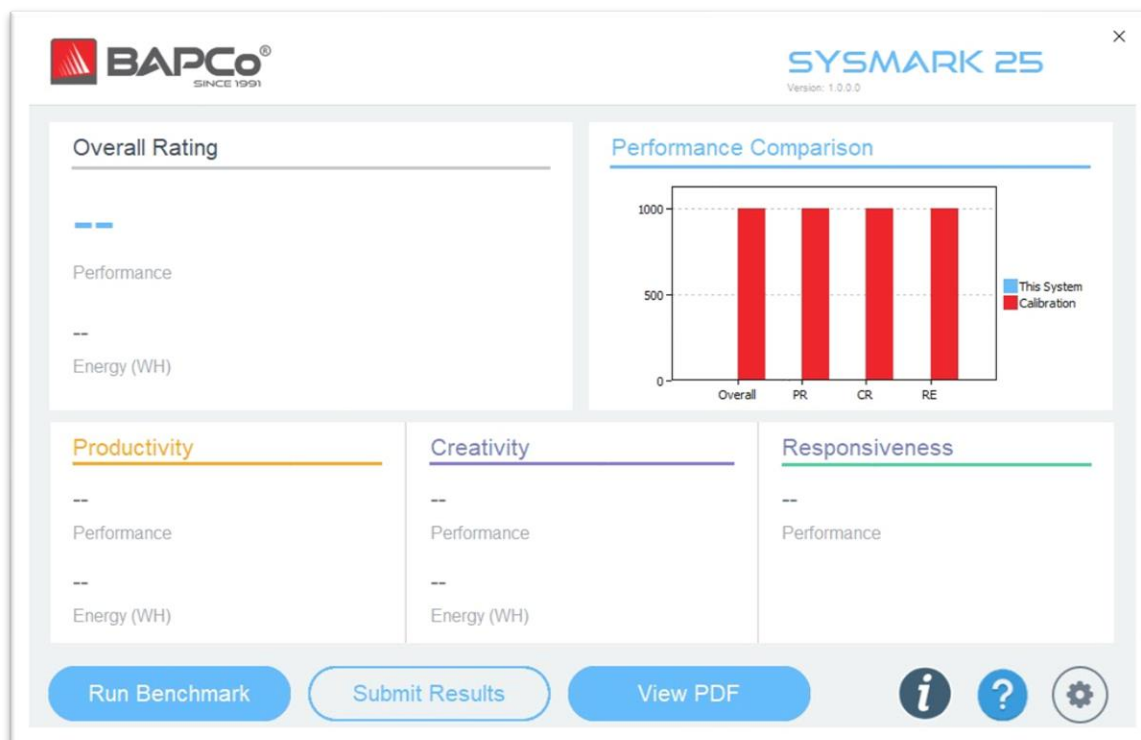 BAPCo®
SINCE 1991
SYSMARK 25
Version: 1.0.0.0
×
Overall Rating
--
Performance
--
Energy (WH)
Performance Comparison
1000
500
0
Overall PR CR RE
This System
Calibration
Productivity
--
Performance
--
Energy (WH)
Creativity
--
Performance
--
Energy (WH)
Responsiveness
--
Performance
Run Benchmark
Submit Results
View PDF
i
?